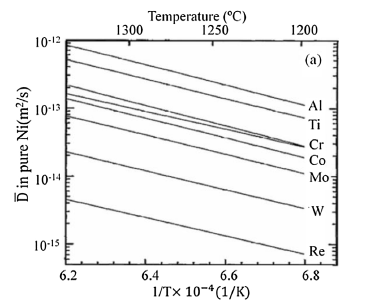 Temperature (°C)
1300 1250 1200
10⁻¹² (a)
Al
Ti
10⁻¹³
Cr
Co
Mo
10⁻¹⁴
W
10⁻¹⁵ Re
D̅ in pure Ni(m²/s)
6.2 6.4 6.6 6.8
1/T× 10⁻⁴(1/K)